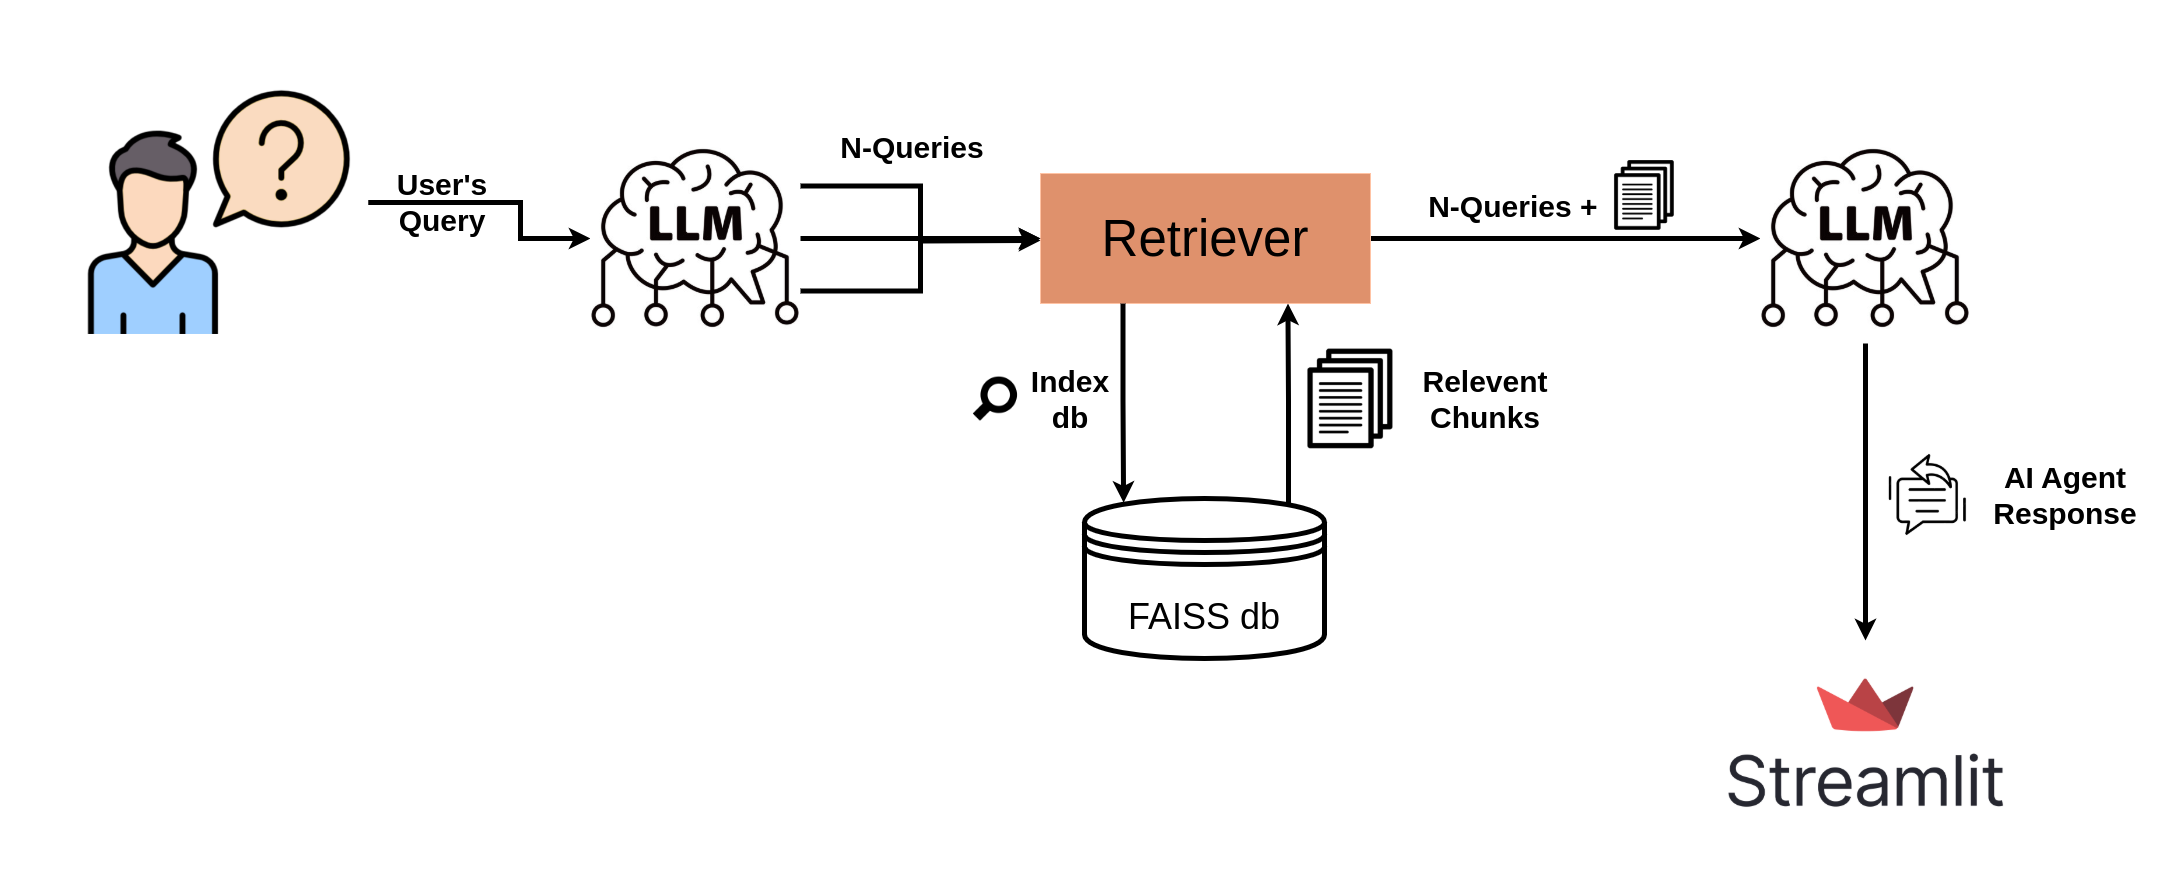 User's
Query
LLM
N-Queries
Retriever
N-Queries +
LLM
Index
db
Relevent
Chunks
FAISS db
AI Agent
Response
Streamlit